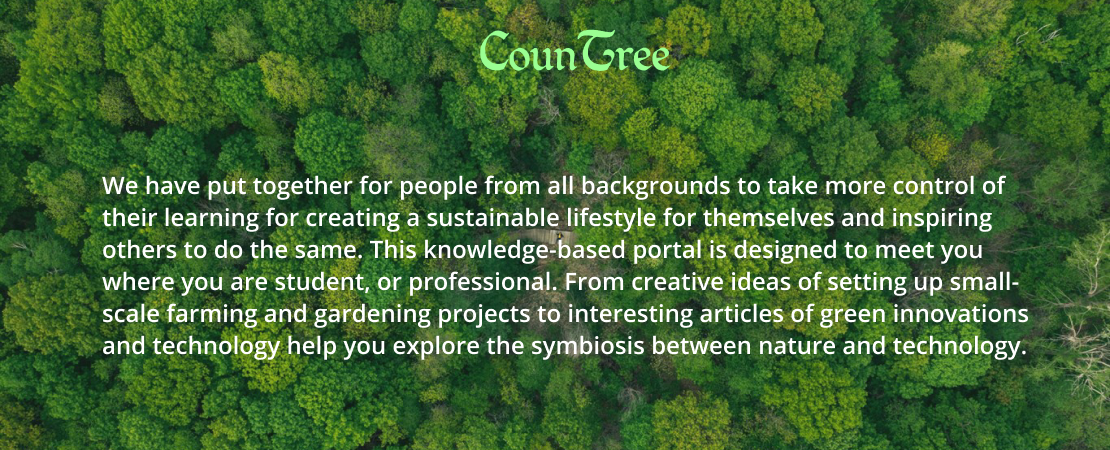 CounTree
We have put together for people from all backgrounds to take more control of
their learning for creating a sustainable lifestyle for themselves and inspiring
others to do the same. This knowledge-based portal is designed to meet you
where you are student, or professional. From creative ideas of setting up small-
scale farming and gardening projects to interesting articles of green innovations
and technology help you explore the symbiosis between nature and technology.